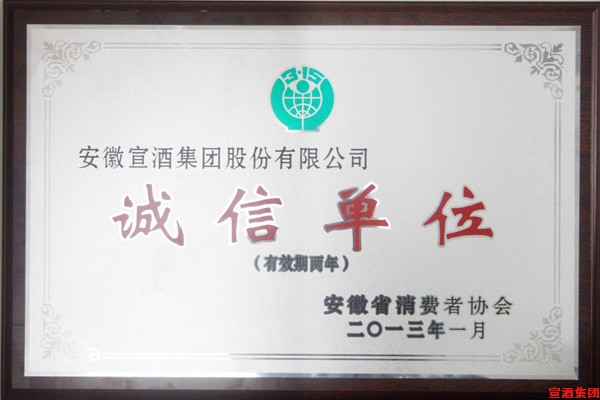 3·15
安徽宣酒集团股份有限公司
诚信单位
(有效期两年)
安徽省消费者协会
二〇一三年一月
宣酒集团